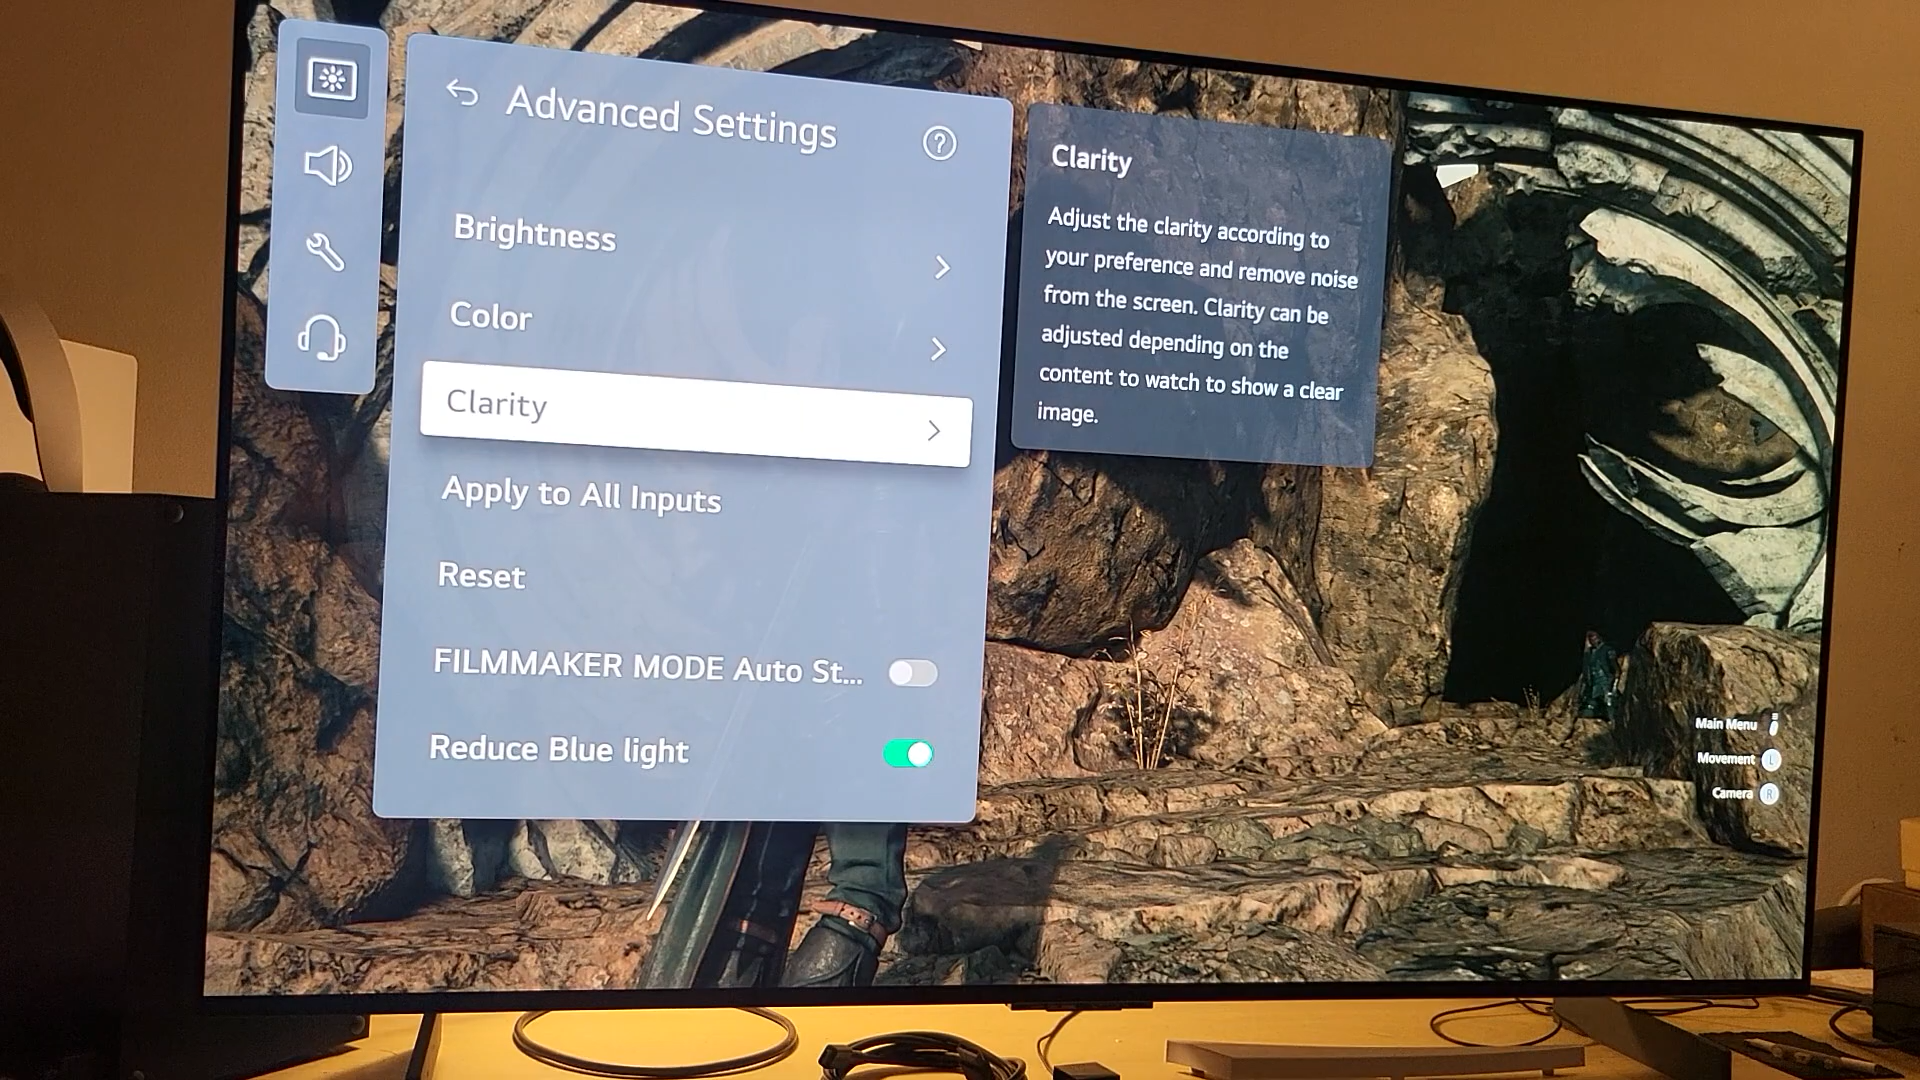 Advanced Settings
?
Brightness
Color
Clarity
Apply to All Inputs
Reset
FILMMAKER MODE Auto St...
Reduce Blue light
Clarity
Adjust the clarity according to
your preference and remove noise
from the screen. Clarity can be
adjusted depending on the
content to watch to show a clear
image.
Main Menu
Movement L
Camera R